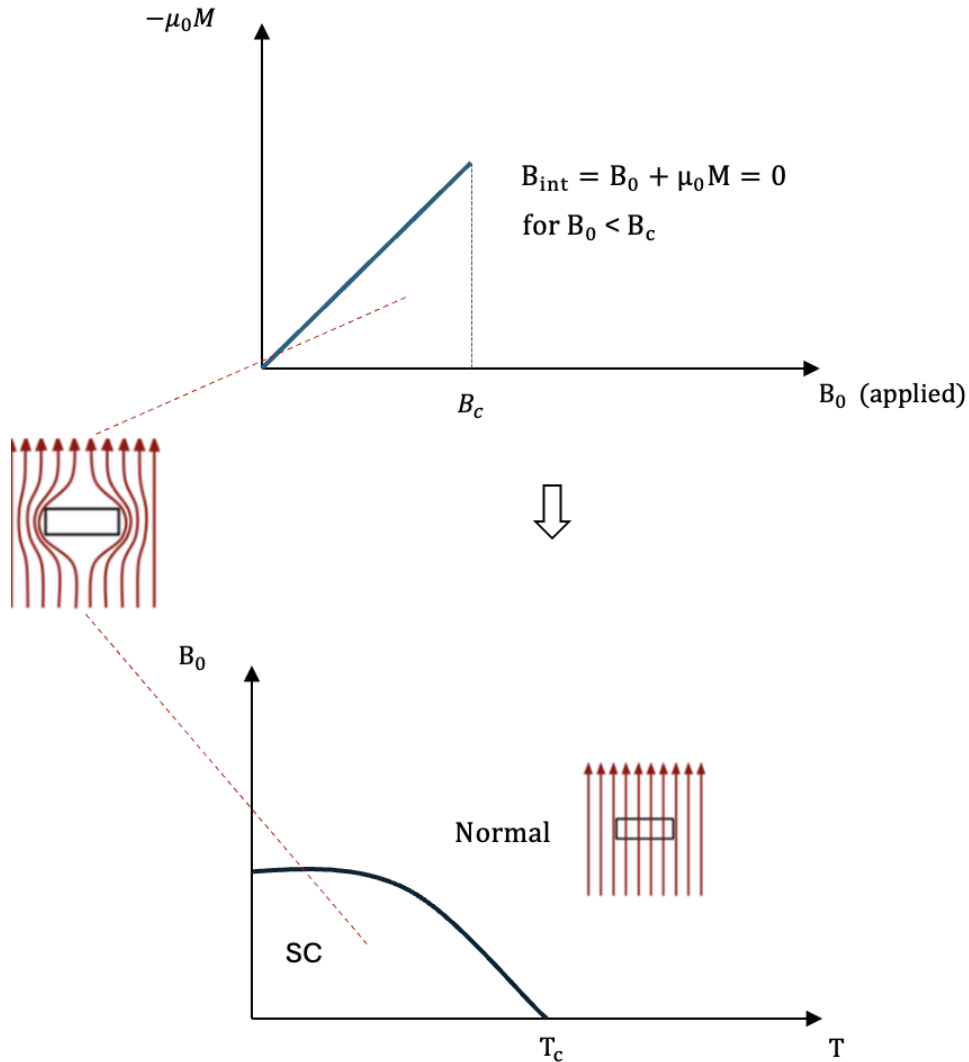 −μ₀M
B_int = B₀ + μ₀M = 0
for B₀ < B_c
B_c
B₀ (applied)
B₀
Normal
SC
T_c
T